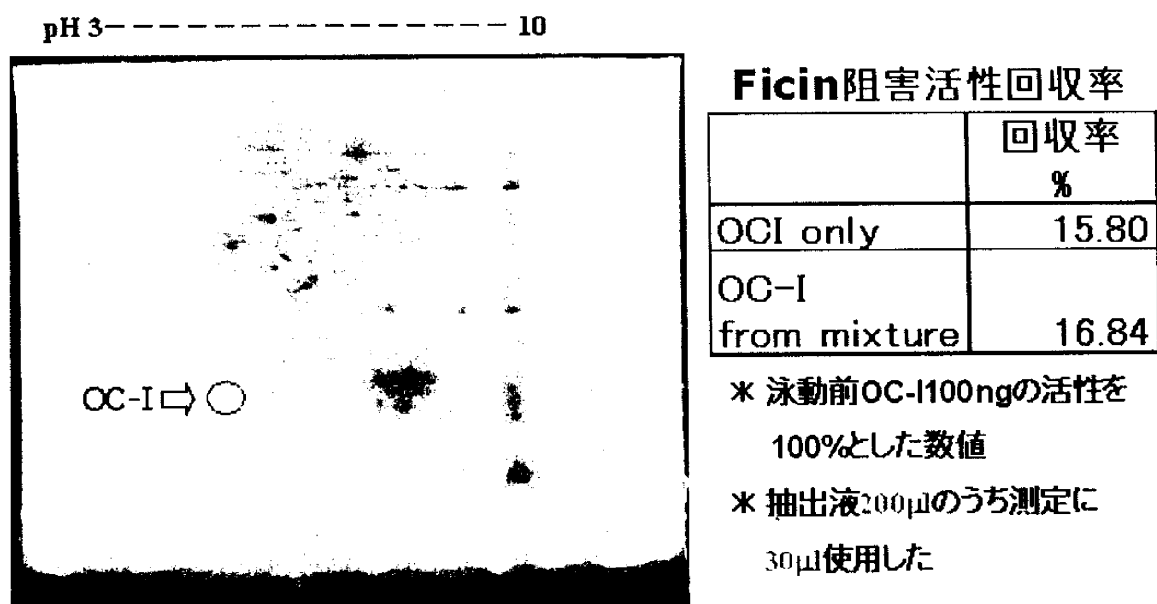 pH 3----------------- 10
OC-I⇨
Ficin阻害活性回収率
回収率
%
OCI only 15.80
OC-I
from mixture 16.84
* 泳動前OC-I100ngの活性を
100%とした数値
* 抽出液200μlのうち測定に
30μl使用した